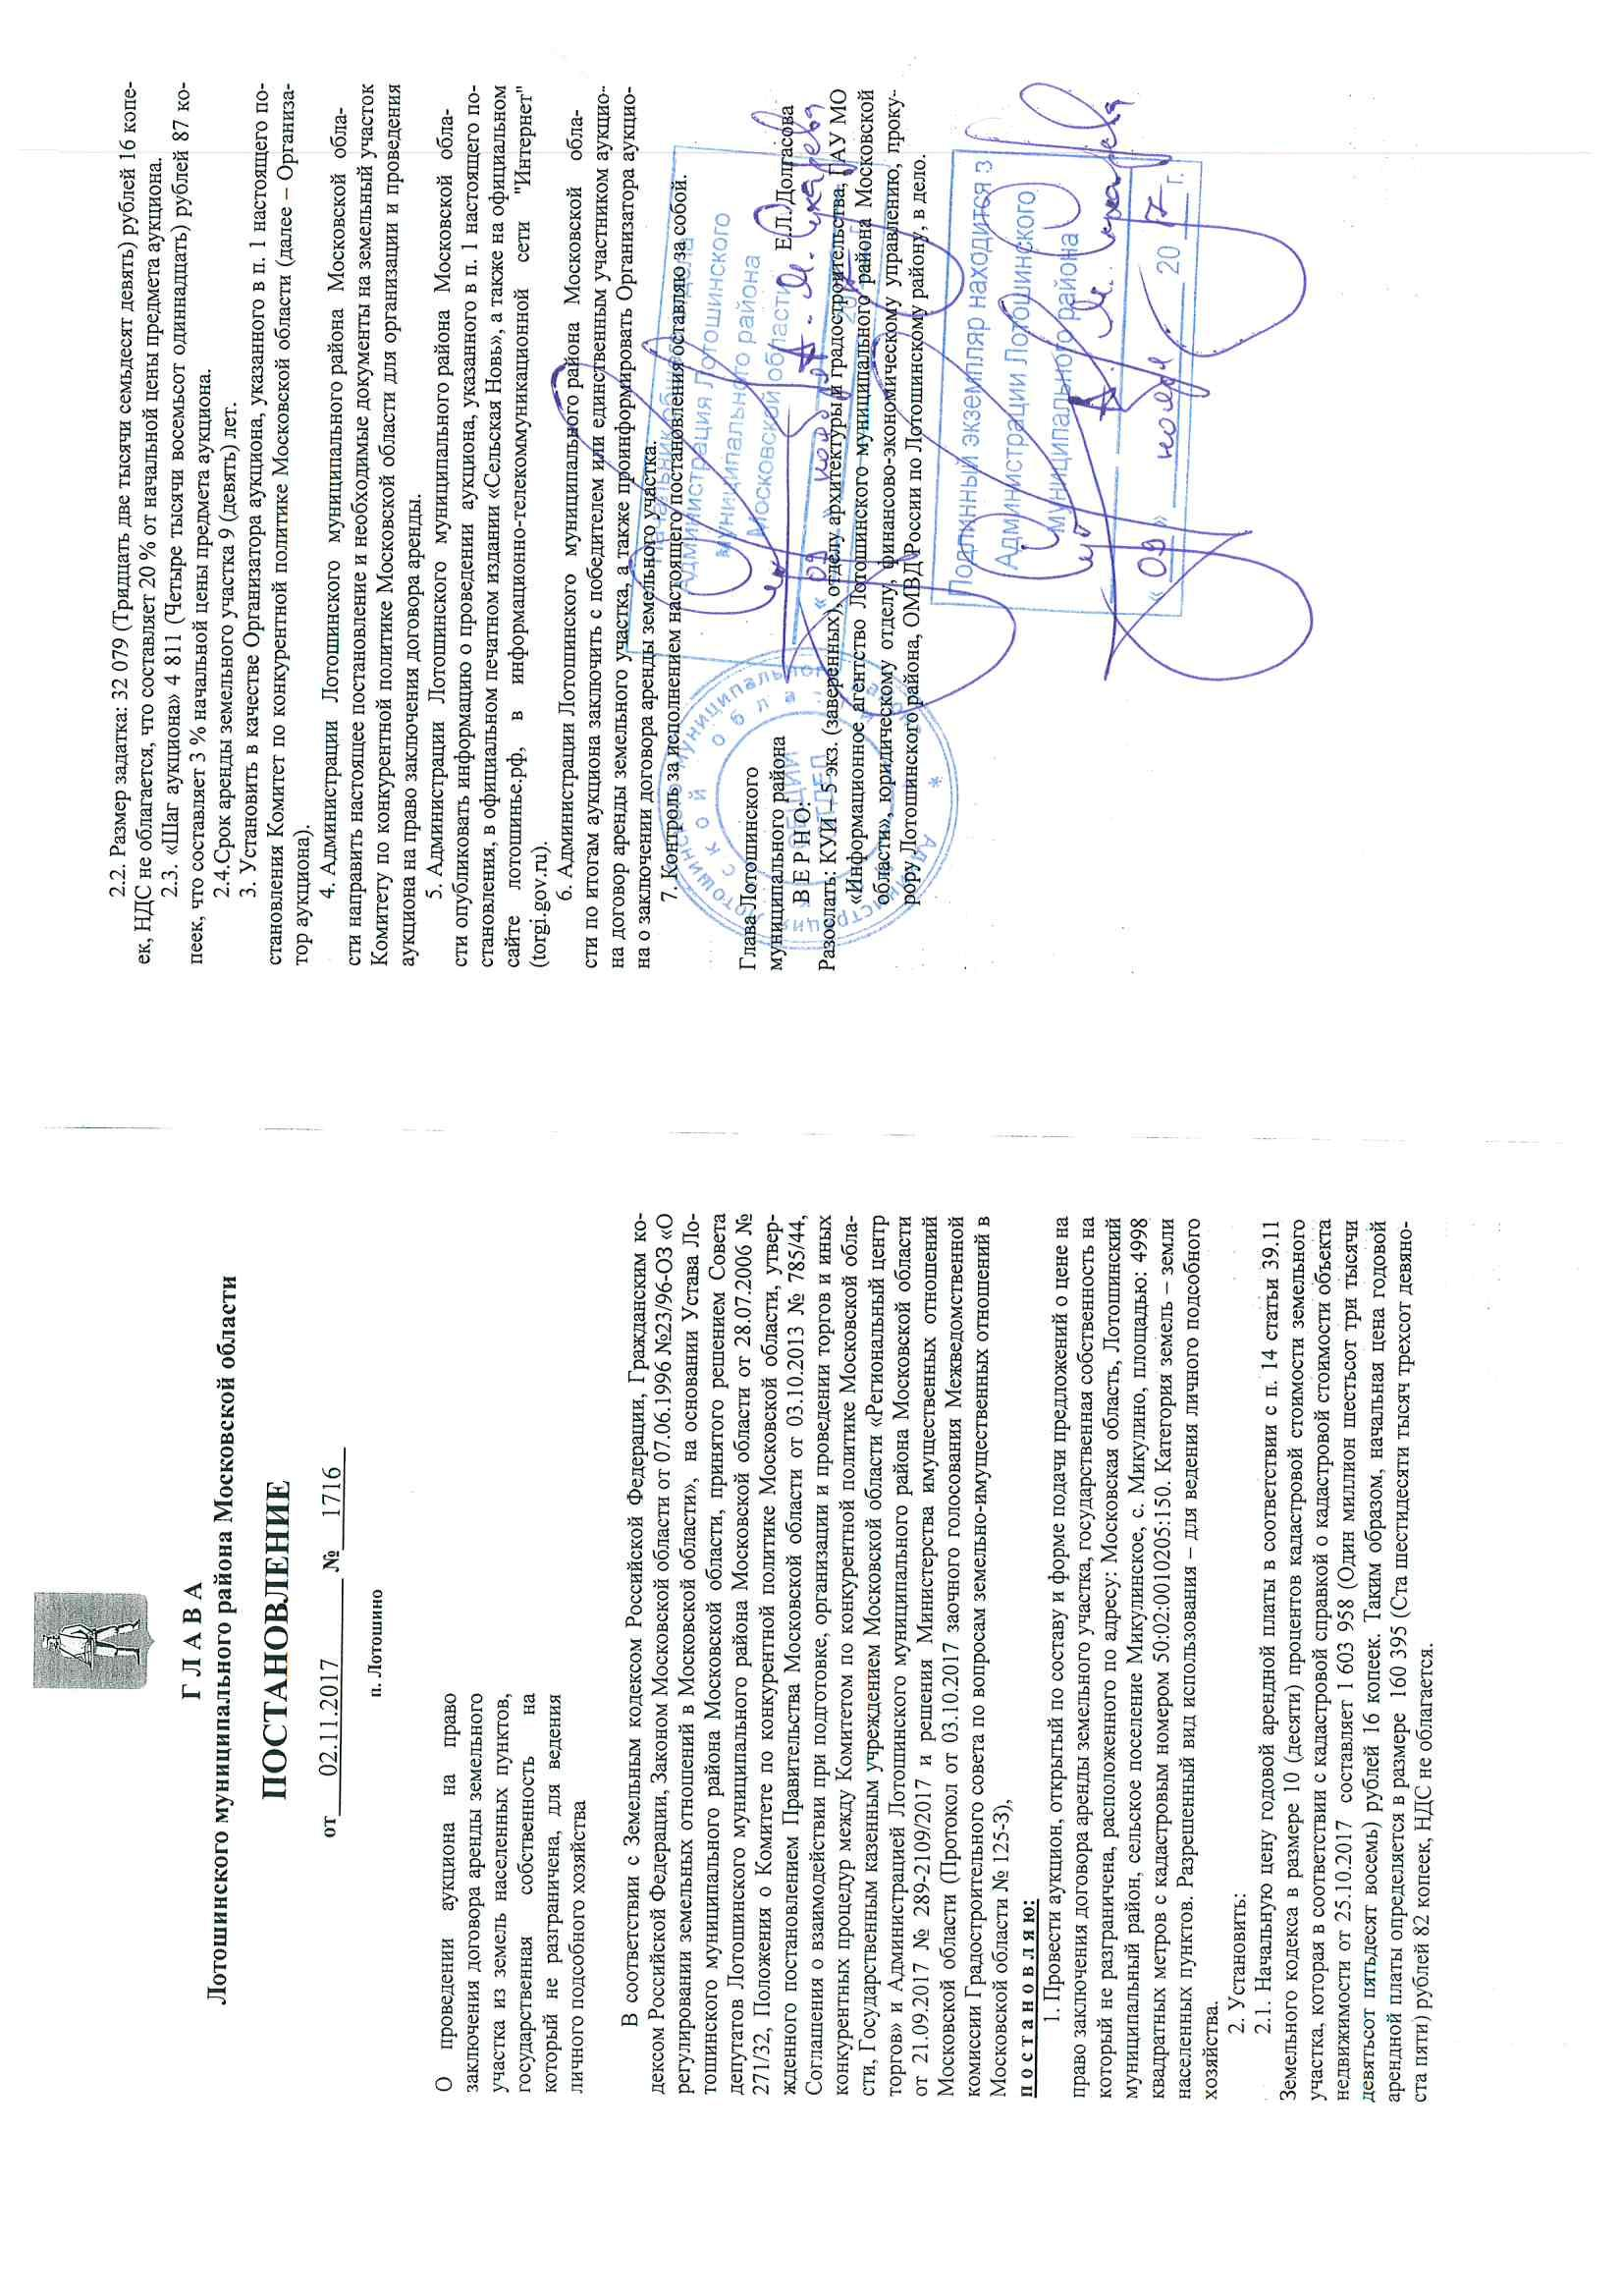 Г Л А В А
Лотошинского муниципального района Московской области
ПОСТАНОВЛЕНИЕ
от 02.11.2017 № 1716
п. Лотошино
О проведении аукциона на право
заключения договора аренды земельного
участка из земель населенных пунктов,
государственная собственность на
который не разграничена, для ведения
личного подсобного хозяйства
В соответствии с Земельным кодексом Российской Федерации, Гражданским ко-
дексом Российской Федерации, Законом Московской области от 07.06.1996 №23/96-ОЗ «О
регулировании земельных отношений в Московской области», на основании Устава Ло-
тошинского муниципального района Московской области, принятого решением Совета
депутатов Лотошинского муниципального района Московской области от 28.07.2006 №
271/32, Положения о Комитете по конкурентной политике Московской области, утвер-
жденного постановлением Правительства Московской области от 03.10.2013 № 785/44,
Соглашения о взаимодействии при подготовке, организации и проведении торгов и иных
конкурентных процедур между Комитетом по конкурентной политике Московской обла-
сти, Государственным казенным учреждением Московской области «Региональный центр
торгов» и Администрацией Лотошинского муниципального района Московской области
от 21.09.2017 № 289-2109/2017 и решения Министерства имущественных отношений
Московской области (Протокол от 03.10.2017 заочного голосования Межведомственной
комиссии Градостроительного совета по вопросам земельно-имущественных отношений в
Московской области № 125-З),
п о с т а н о в л я ю:
1. Провести аукцион, открытый по составу и форме подачи предложений о цене на
право заключения договора аренды земельного участка, государственная собственность на
который не разграничена, расположенного по адресу: Московская область, Лотошинский
муниципальный район, сельское поселение Микулинское, с. Микулино, площадью: 4998
квадратных метров с кадастровым номером 50:02:0010205:150. Категория земель – земли
населенных пунктов. Разрешенный вид использования – для ведения личного подсобного
хозяйства.
2. Установить:
2.1. Начальную цену годовой арендной платы в соответствии с п. 14 статьи 39.11
Земельного кодекса в размере 10 (десяти) процентов кадастровой стоимости земельного
участка, которая в соответствии с кадастровой справкой о кадастровой стоимости объекта
недвижимости от 25.10.2017 составляет 1 603 958 (Один миллион шестьсот три тысячи
девятьсот пятьдесят восемь) рублей 16 копеек. Таким образом, начальная цена годовой
арендной платы определяется в размере 160 395 (Ста шестидесяти тысяч трехсот девяно-
ста пяти) рублей 82 копеек, НДС не облагается.
2.2. Размер задатка: 32 079 (Тридцать две тысячи семьдесят девять) рублей 16 копе-
ек, НДС не облагается, что составляет 20 % от начальной цены предмета аукциона.
2.3. «Шаг аукциона» 4 811 (Четыре тысячи восемьсот одиннадцать) рублей 87 ко-
пеек, что составляет 3 % начальной цены предмета аукциона.
2.4.Срок аренды земельного участка 9 (девять) лет.
3. Установить в качестве Организатора аукциона, указанного в п. 1 настоящего по-
становления Комитет по конкурентной политике Московской области (далее – Организа-
тор аукциона).
4. Администрации Лотошинского муниципального района Московской обла-
сти направить настоящее постановление и необходимые документы на земельный участок
Комитету по конкурентной политике Московской области для организации и проведения
аукциона на право заключения договора аренды.
5. Администрации Лотошинского муниципального района Московской обла-
сти опубликовать информацию о проведении аукциона, указанного в п. 1 настоящего по-
становления, в официальном печатном издании «Сельская Новь», а также на официальном
сайте лотошинье.рф, в информационно-телекоммуникационной сети "Интернет"
(torgi.gov.ru).
6. Администрации Лотошинского муниципального района Московской обла-
сти по итогам аукциона заключить с победителем или единственным участником аукцио-
на договор аренды земельного участка, а также проинформировать Организатора аукцио-
на о заключении договора аренды земельного участка.
7. Контроль за исполнением настоящего постановления оставляю за собой.
Глава Лотошинского
муниципального района Е.Л. Долгасова
В Е Р Н О:
Разослать: КУИ – 5 экз. (заверенных), отделу архитектуры и градостроительства, ГАУ МО
«Информационное агентство Лотошинского муниципального района Московской
области», юридическому отделу, финансово-экономическому управлению, проку-
рору Лотошинского района, ОМВД России по Лотошинскому району, в дело.
Администрация Лотошинского
муниципального района
Московской области
ОБЩИЙ
ОТДЕЛ
Подлинный экземпляр находится в
Администрации Лотошинского
муниципального района
« 09 » ноября 20 17 г.